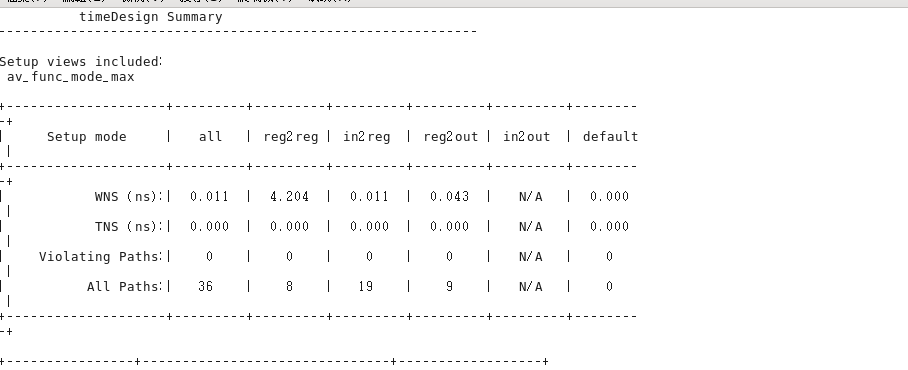 timeDesign Summary
------------------------------------------------------------
Setup views included:
av_func_mode_max
+--------------------+---------+---------+---------+---------+---------+--------
-+
|     Setup mode     |   all   | reg2reg | in2reg  | reg2out | in2out  | default
 |
+--------------------+---------+---------+---------+---------+---------+--------
-+
|           WNS (ns):|  0.011  |  4.204  |  0.011  |  0.043  |   N/A   |  0.000
 |
|           TNS (ns):|  0.000  |  0.000  |  0.000  |  0.000  |   N/A   |  0.000
 |
|    Violating Paths:|    0    |    0    |    0    |    0    |   N/A   |    0
 |
|          All Paths:|   36    |    8    |   19    |    9    |   N/A   |    0
 |
+--------------------+---------+---------+---------+---------+---------+--------
-+
+----------------+-------------------------------+------------------+